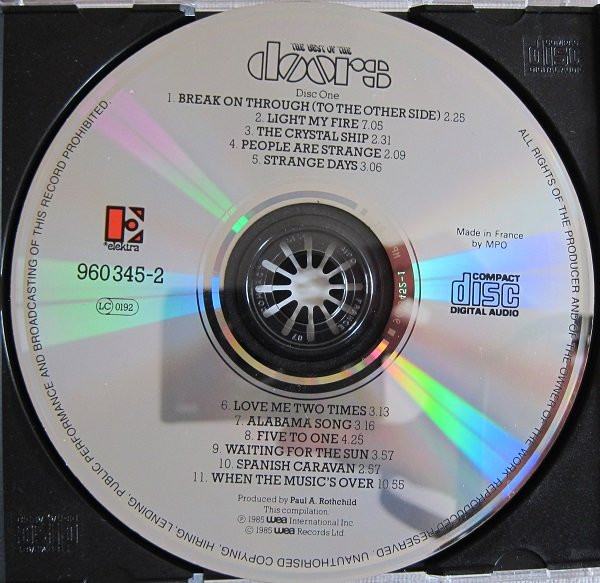 THE BEST OF THE
doors
Disc One
1. BREAK ON THROUGH (TO THE OTHER SIDE) 2.25
2. LIGHT MY FIRE 7.05
3. THE CRYSTAL SHIP 2.31
4. PEOPLE ARE STRANGE 2.09
5. STRANGE DAYS 3.06
elektra
960 345-2
LC 0192
Made in France
by MPO
COMPACT
disc
DIGITAL AUDIO
6. LOVE ME TWO TIMES 3.13
7. ALABAMA SONG 3.16
8. FIVE TO ONE 4.25
9. WAITING FOR THE SUN 3.57
10. SPANISH CARAVAN 2.57
11. WHEN THE MUSIC'S OVER 10.55
Produced by Paul A. Rothchild
This compilation.
℗ 1985 wea International Inc.
© 1985 wea Records Ltd
ALL RIGHTS OF THE PRODUCER AND/OR THE OWNER OF THE WORK REPRODUCED RESERVED. UNAUTHORISED COPYING, HIRING, LENDING, PUBLIC PERFORMANCE AND BROADCASTING OF THIS RECORD PROHIBITED.
COMPACT
disc
DIGITAL AUDIO